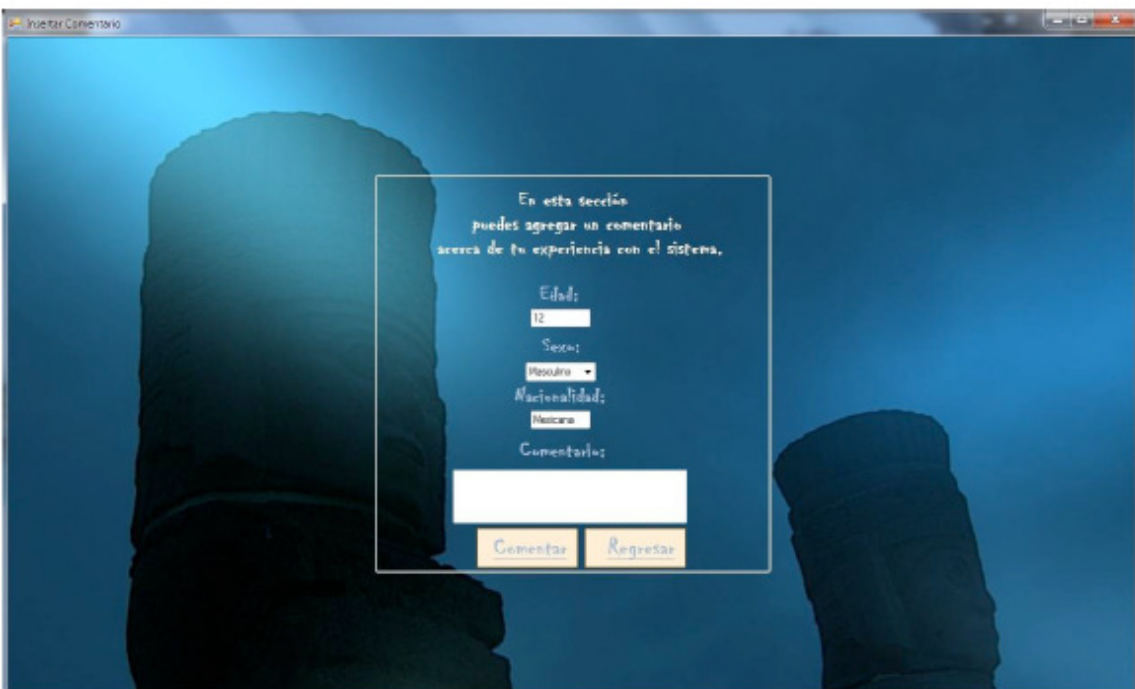 Insertar Comentario
En esta sección
puedes agregar un comentario
acerca de tu experiencia con el sistema.
Edad:
12
Sexo:
Masculino
Nacionalidad:
Mexicana
Comentario:
Comentar Regresar